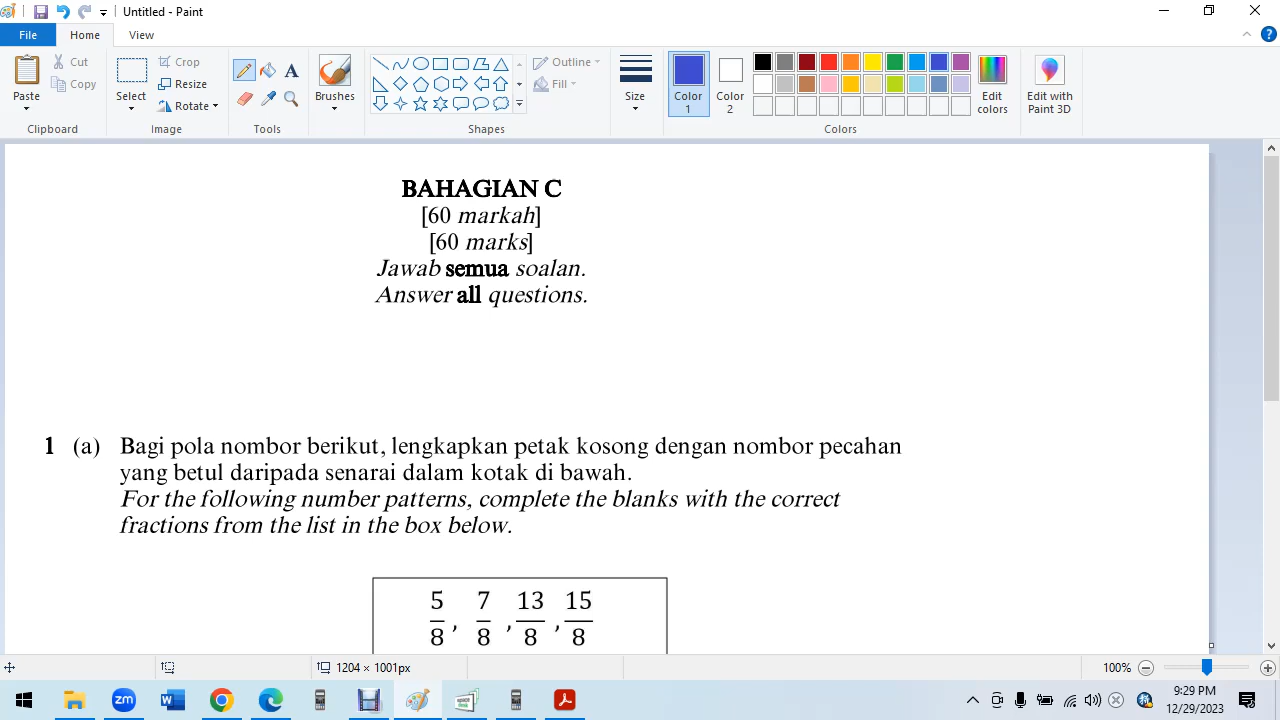 Untitled - Paint
File Home View
Paste
Cut
Copy
Clipboard
Select
Crop
Resize
Rotate
Image
A
Tools
Brushes
Outline
Fill
Shapes
Size
Color 1
Color 2
Edit colors
Edit with Paint 3D
Colors
BAHAGIAN C
[60 markah]
[60 marks]
Jawab semua soalan.
Answer all questions.
1 (a) Bagi pola nombor berikut, lengkapkan petak kosong dengan nombor pecahan
yang betul daripada senarai dalam kotak di bawah.
For the following number patterns, complete the blanks with the correct
fractions from the list in the box below.
5/8, 7/8, 13/8, 15/8
1204 × 1001px
100%
zm
W
9:29 PM
12/29/2023